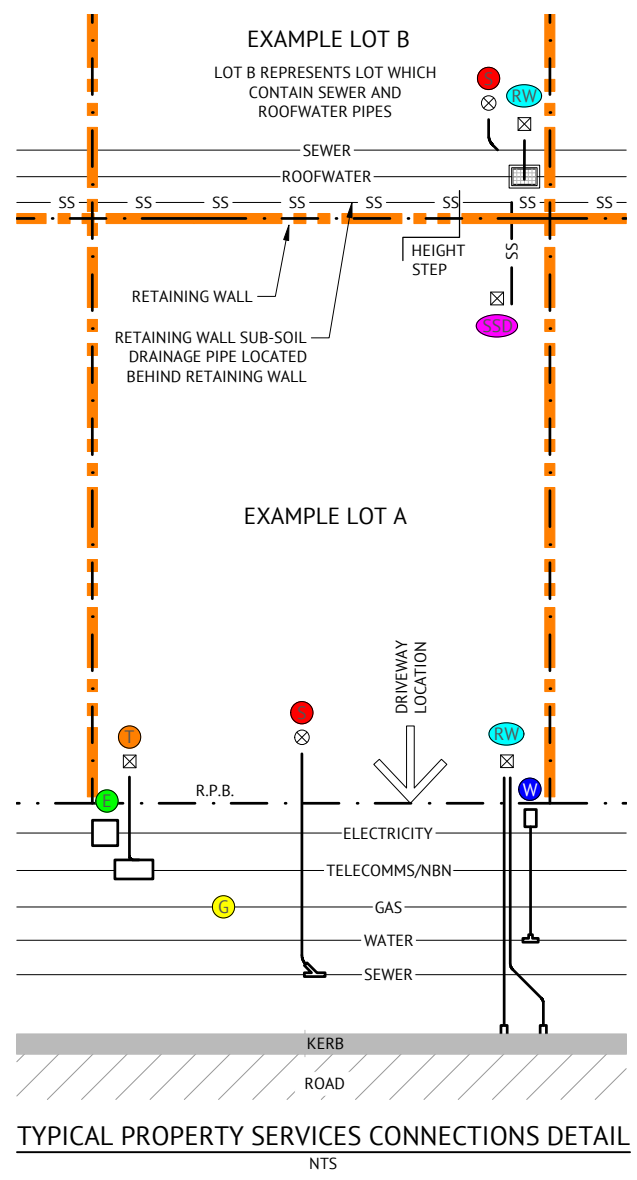 EXAMPLE LOT B
LOT B REPRESENTS LOT WHICH
CONTAIN SEWER AND
ROOFWATER PIPES
S
RW
SEWER
ROOFWATER
SS SS SS SS SS SS SS SS
SS
HEIGHT
STEP
RETAINING WALL
SSD
RETAINING WALL SUB-SOIL
DRAINAGE PIPE LOCATED
BEHIND RETAINING WALL
EXAMPLE LOT A
DRIVEWAY
LOCATION
S
T
RW
R.P.B.
E
W
ELECTRICITY
TELECOMMS/NBN
G
GAS
WATER
SEWER
KERB
ROAD
TYPICAL PROPERTY SERVICES CONNECTIONS DETAIL
NTS